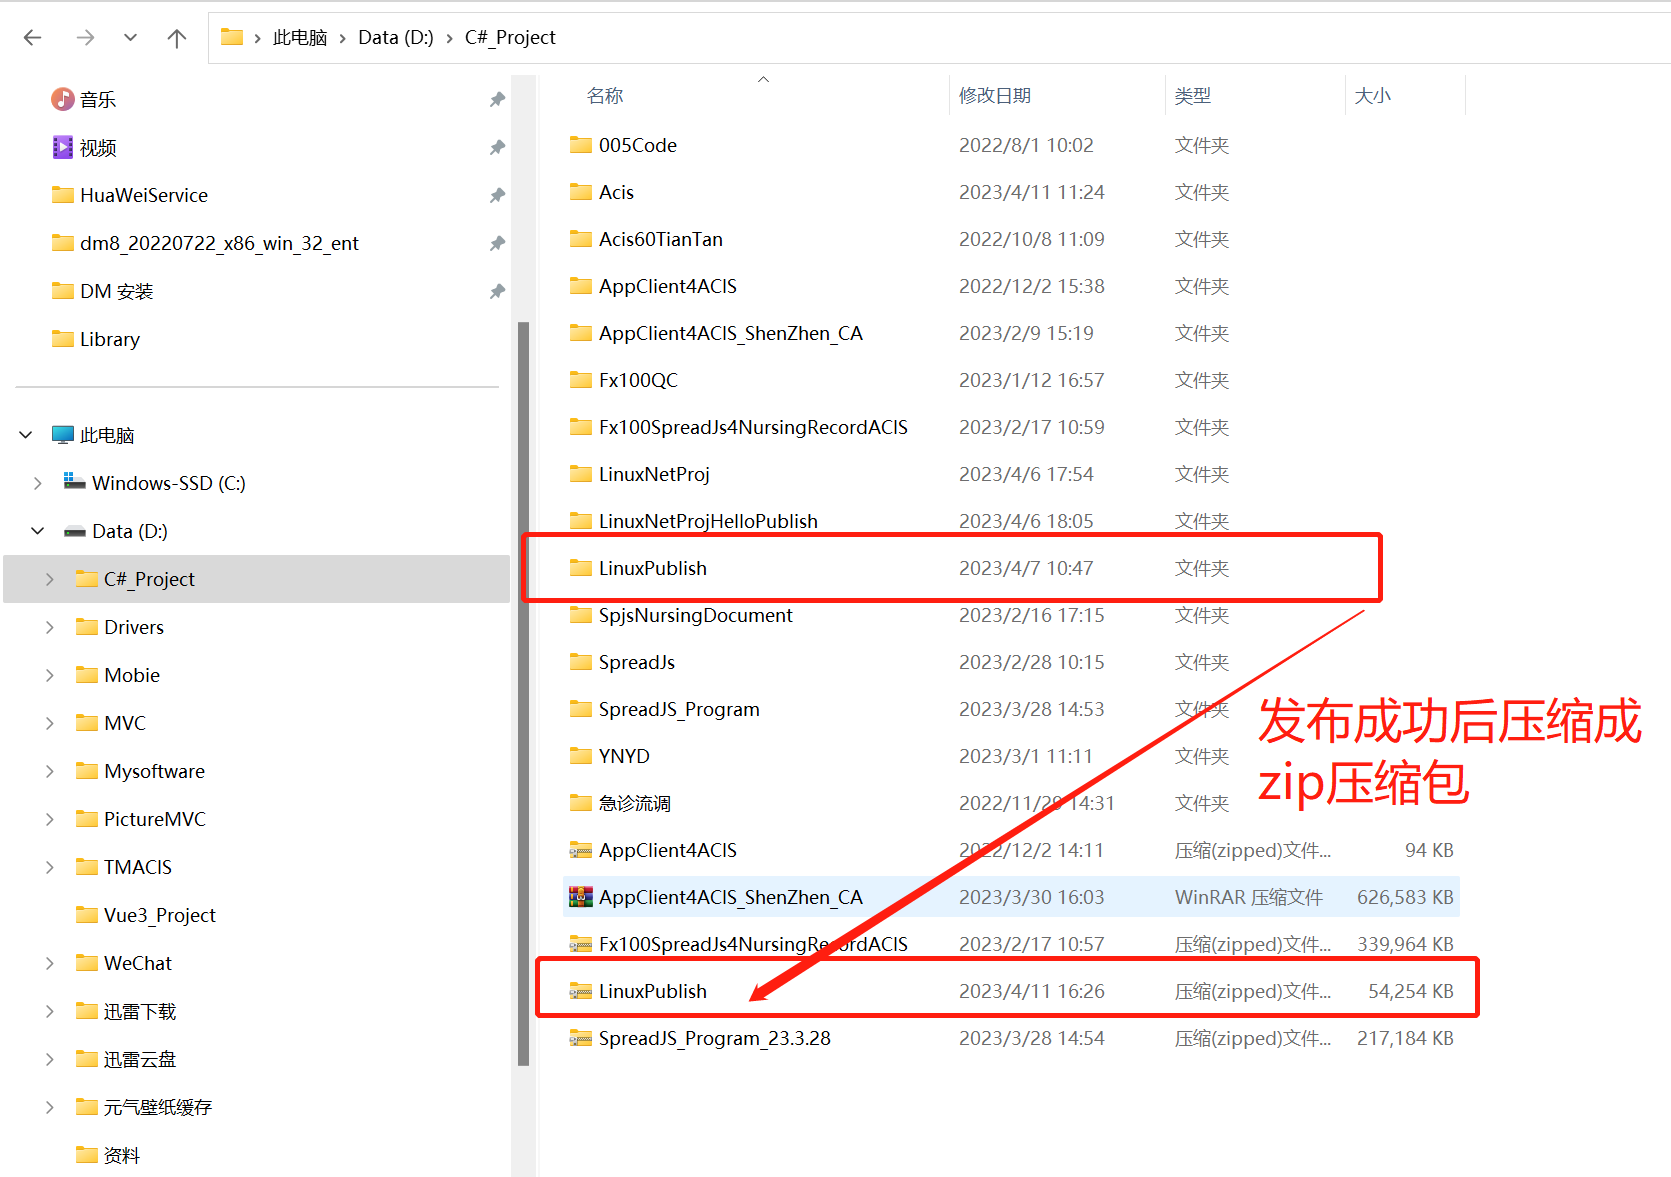 此电脑 Data (D:) C#_Project
音乐
视频
HuaWeiService
dm8_20220722_x86_win_32_ent
DM 安装
Library
此电脑
Windows-SSD (C:)
Data (D:)
C#_Project
Drivers
Mobie
MVC
Mysoftware
PictureMVC
TMACIS
Vue3_Project
WeChat
迅雷下载
迅雷云盘
元气壁纸缓存
资料
名称 修改日期 类型 大小
005Code 2022/8/1 10:02 文件夹
Acis 2023/4/11 11:24 文件夹
Acis60TianTan 2022/10/8 11:09 文件夹
AppClient4ACIS 2022/12/2 15:38 文件夹
AppClient4ACIS_ShenZhen_CA 2023/2/9 15:19 文件夹
Fx100QC 2023/1/12 16:57 文件夹
Fx100SpreadJs4NursingRecordACIS 2023/2/17 10:59 文件夹
LinuxNetProj 2023/4/6 17:54 文件夹
LinuxNetProjHelloPublish 2023/4/6 18:05 文件夹
LinuxPublish 2023/4/7 10:47 文件夹
SpjsNursingDocument 2023/2/16 17:15 文件夹
SpreadJs 2023/2/28 10:15 文件夹
SpreadJS_Program 2023/3/28 14:53 文件夹
YNYD 2023/3/1 11:11 文件夹
急诊流调 2022/11/29 14:31 文件夹
AppClient4ACIS 2022/12/2 14:11 压缩(zipped)文件... 94 KB
AppClient4ACIS_ShenZhen_CA 2023/3/30 16:03 WinRAR 压缩文件 626,583 KB
Fx100SpreadJs4NursingRecordACIS 2023/2/17 10:57 压缩(zipped)文件... 339,964 KB
LinuxPublish 2023/4/11 16:26 压缩(zipped)文件... 54,254 KB
SpreadJS_Program_23.3.28 2023/3/28 14:54 压缩(zipped)文件... 217,184 KB
发布成功后压缩成
zip压缩包